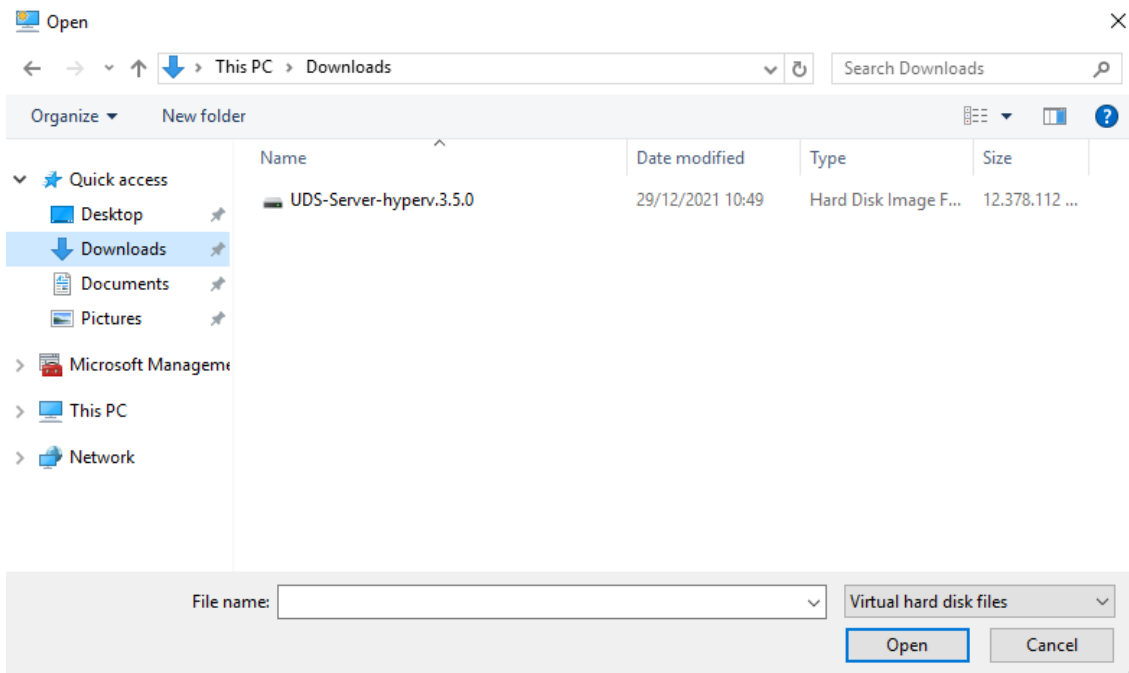 Open
This PC > Downloads
Search Downloads
Organize
New folder
Name
Date modified
Type
Size
Quick access
UDS-Server-hyperv.3.5.0
29/12/2021 10:49
Hard Disk Image F...
12.378.112 ...
Desktop
Downloads
Documents
Pictures
Microsoft Manageme
This PC
Network
File name:
Virtual hard disk files
Open
Cancel